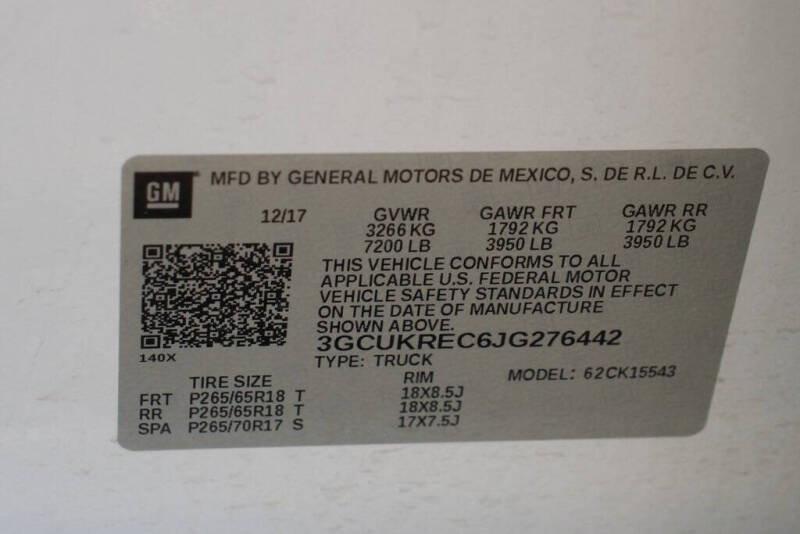 GM MFD BY GENERAL MOTORS DE MEXICO, S. DE R.L. DE C.V.
12/17 GVWR GAWR FRT GAWR RR
3266 KG 1792 KG 1792 KG
7200 LB 3950 LB 3950 LB
THIS VEHICLE CONFORMS TO ALL
APPLICABLE U.S. FEDERAL MOTOR
VEHICLE SAFETY STANDARDS IN EFFECT
ON THE DATE OF MANUFACTURE
SHOWN ABOVE.
3GCUKREC6JG276442
140X
TYPE: TRUCK
MODEL: 62CK15543
TIRE SIZE RIM
FRT P265/65R18 T 18X8.5J
RR P265/65R18 T 18X8.5J
SPA P265/70R17 S 17X7.5J